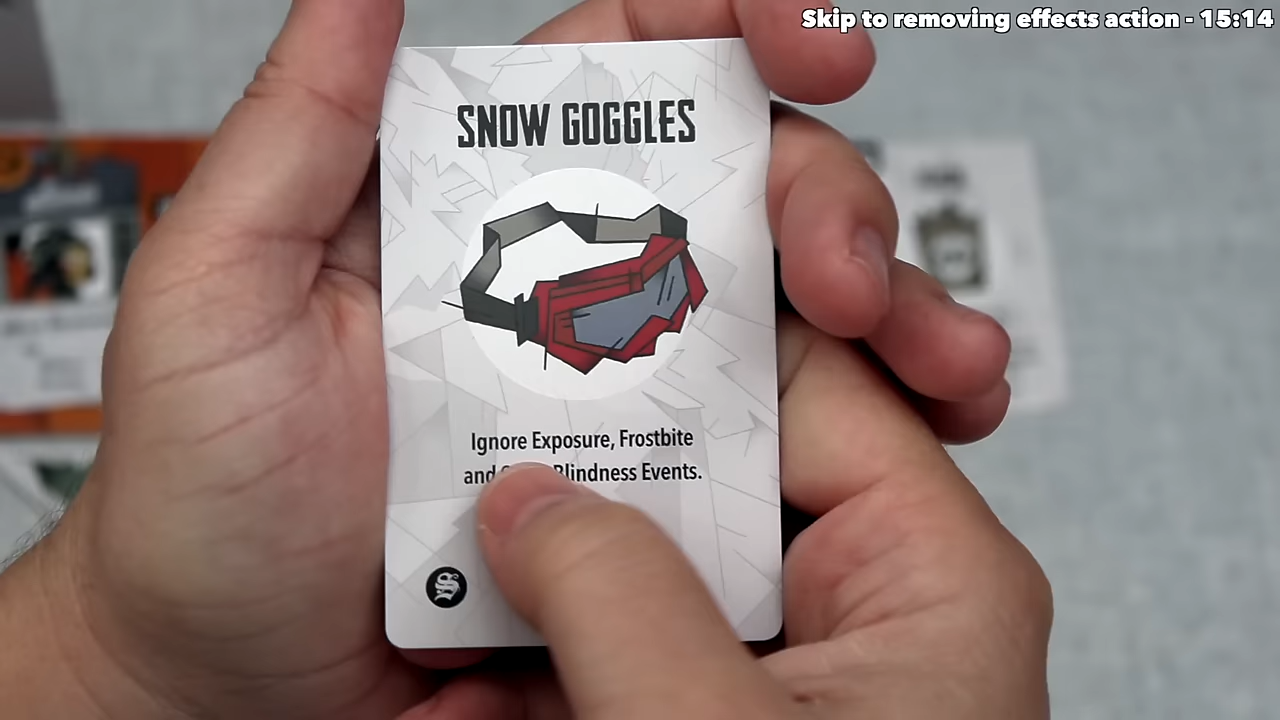 Skip to removing effects action - 15:14
SNOW GOGGLES
Ignore Exposure, Frostbite
and Blindness Events.